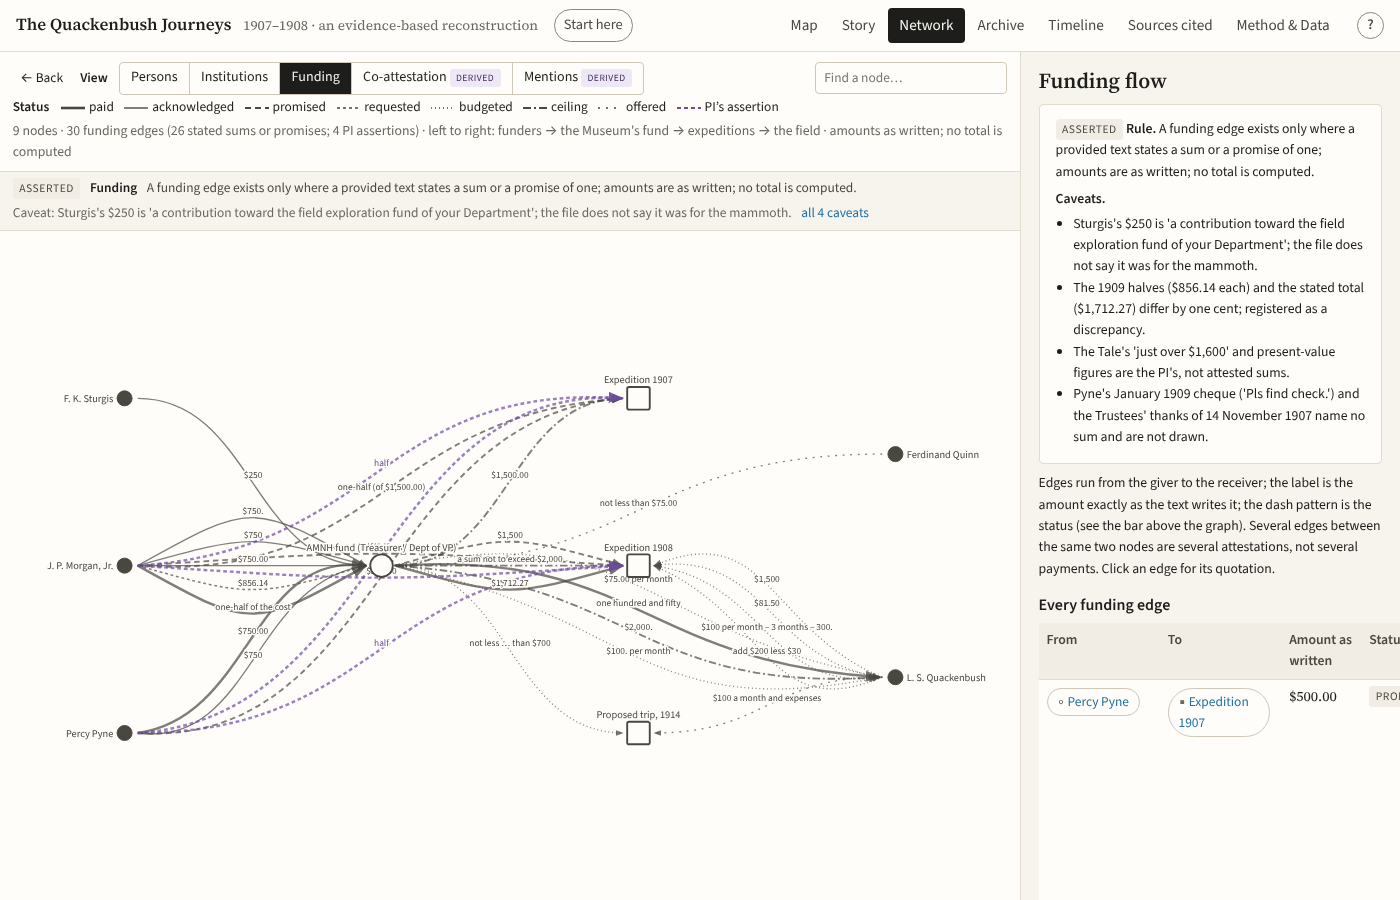 The Quackenbush Journeys 1907–1908 · an evidence-based reconstruction Start here
Map Story Network Archive Timeline Sources cited Method & Data ?
← Back View Persons Institutions Funding Co-attestation DERIVED Mentions DERIVED Find a node…
Status paid acknowledged promised requested budgeted ceiling offered PI's assertion
9 nodes · 30 funding edges (26 stated sums or promises; 4 PI assertions) · left to right: funders → the Museum's fund → expeditions → the field · amounts as written; no total is
computed
ASSERTED Funding A funding edge exists only where a provided text states a sum or a promise of one; amounts are as written; no total is computed.
Caveat: Sturgis's $250 is 'a contribution toward the field exploration fund of your Department'; the file does not say it was for the mammoth. all 4 caveats
Expedition 1907
F. K. Sturgis
Ferdinand Quinn
half
$250
$1,500.00
one-half (of $1,500.00)
not less than $75.00
$750.
$750
$1,500
AMNH fund (Treasurer / Dept of VP)
Expedition 1908
$750.00
a sum not to exceed $2,000
J. P. Morgan, Jr.
$75.00 per month
$1,500
$856.14
$1,712.27
one-half of the cost
one hundred and fifty
$81.50
$750.00
$2,000.
$100 per month – 3 months – 300.
half
not less … than $700
$750
$100. per month
add $200 less $30
L. S. Quackenbush
$100 a month and expenses
Proposed trip, 1914
Percy Pyne
Funding flow
ASSERTED Rule. A funding edge exists only where a
provided text states a sum or a promise of one;
amounts are as written; no total is computed.
Caveats.
• Sturgis's $250 is 'a contribution toward the field
exploration fund of your Department'; the file does
not say it was for the mammoth.
• The 1909 halves ($856.14 each) and the stated total
($1,712.27) differ by one cent; registered as a
discrepancy.
• The Tale's 'just over $1,600' and present-value
figures are the PI's, not attested sums.
• Pyne's January 1909 cheque ('Pls find check.') and
the Trustees' thanks of 14 November 1907 name no
sum and are not drawn.
Edges run from the giver to the receiver; the label is the
amount exactly as the text writes it; the dash pattern is the
status (see the bar above the graph). Several edges between
the same two nodes are several attestations, not several
payments. Click an edge for its quotation.
Every funding edge
From To Amount as Statu
written
Percy Pyne Expedition $500.00 PRO
1907